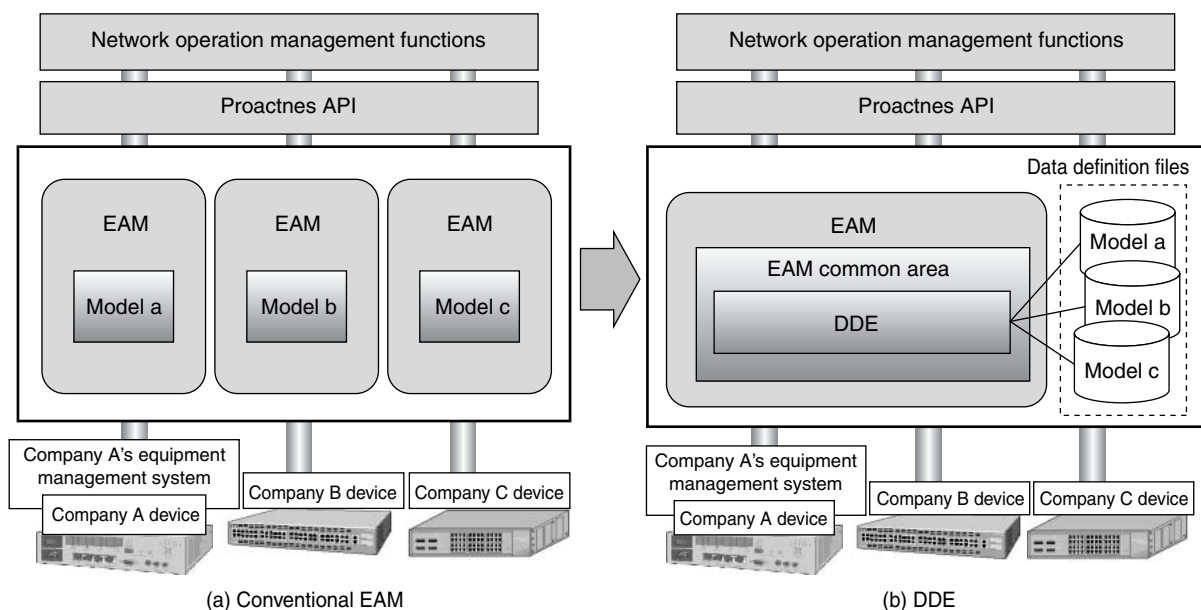 Network operation management functions
Proactnes API
EAM
Model a
EAM
Model b
EAM
Model c
Company A's equipment
management system
Company A device
Company B device
Company C device
(a) Conventional EAM
Network operation management functions
Proactnes API
Data definition files
EAM
EAM common area
DDE
Model a
Model b
Model c
Company A's equipment
management system
Company A device
Company B device
Company C device
(b) DDE